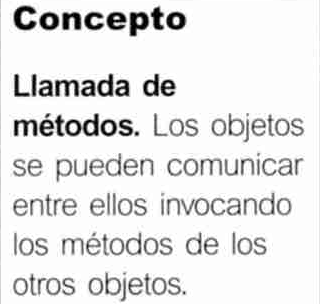 Concepto
Llamada de
métodos. Los objetos
se pueden comunicar
entre ellos invocando
los métodos de los
otros objetos.